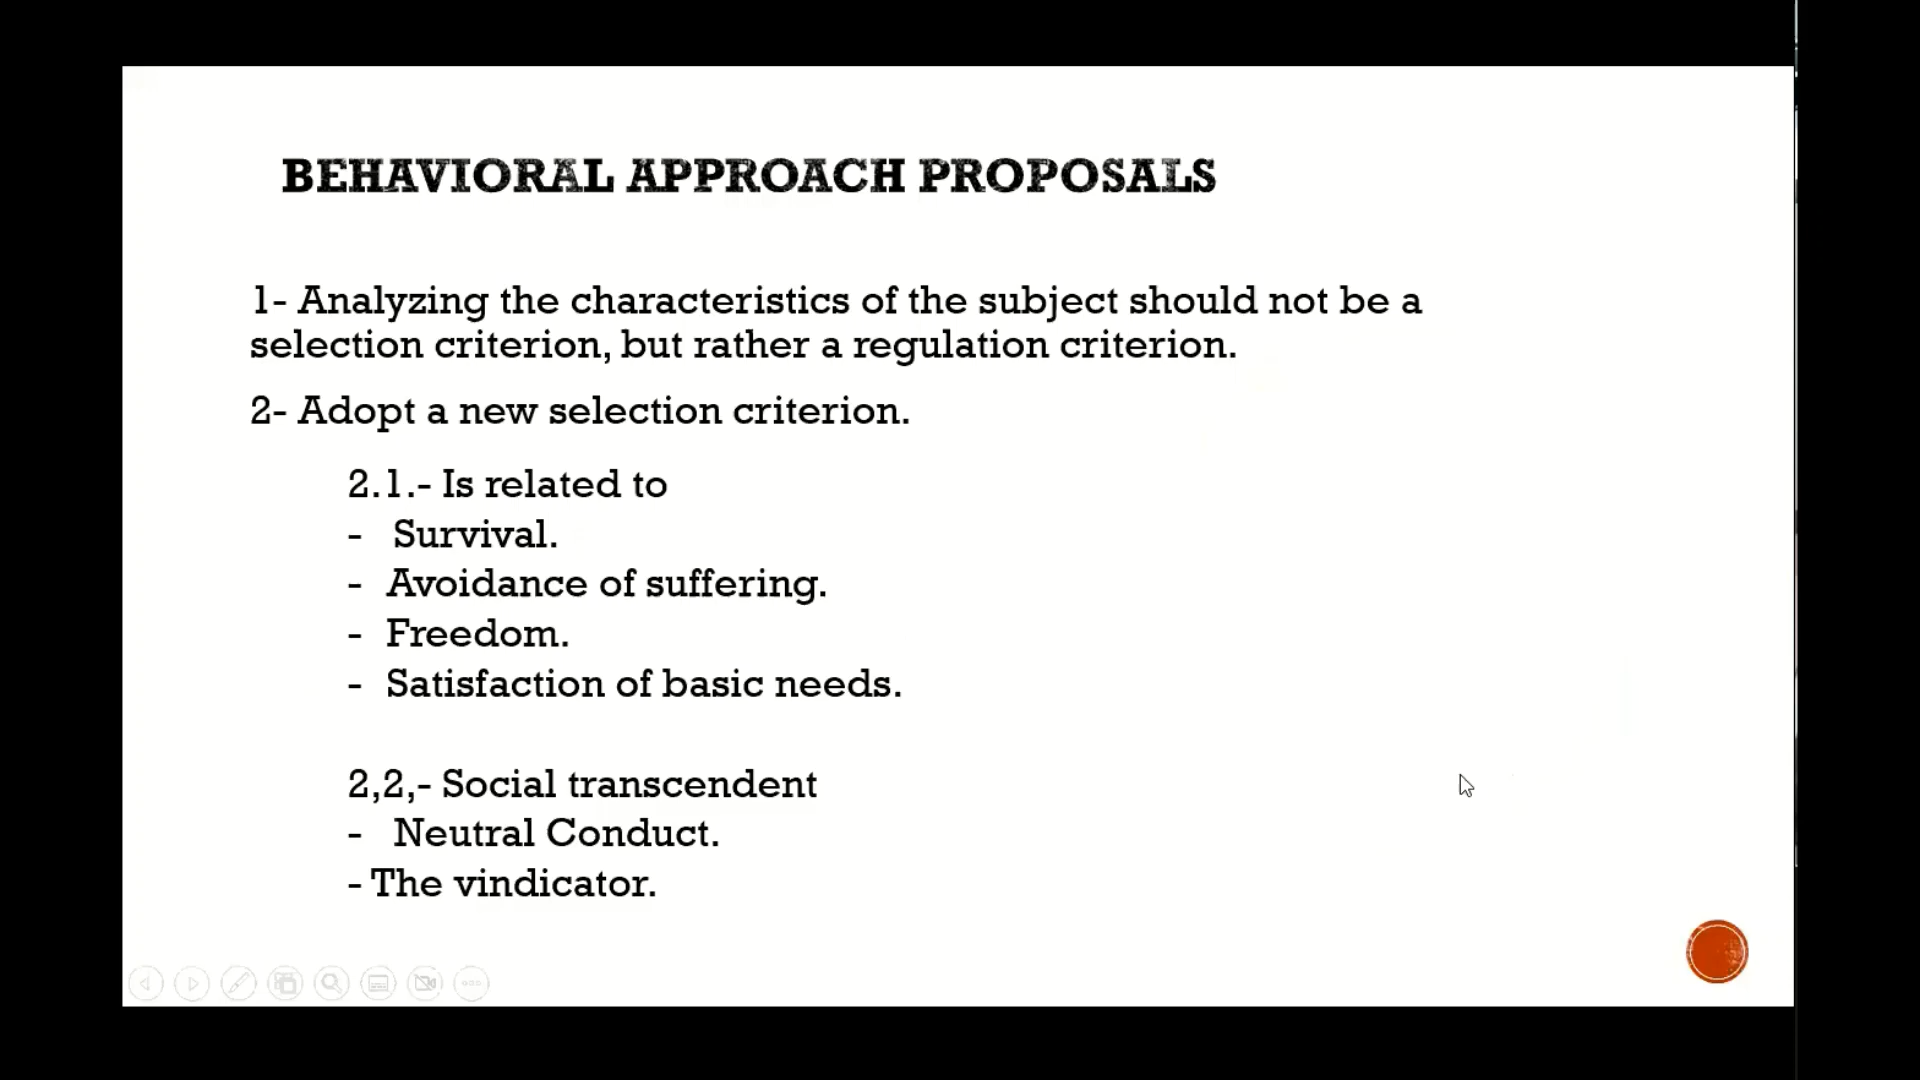 BEHAVIORAL APPROACH PROPOSALS
1- Analyzing the characteristics of the subject should not be a
selection criterion, but rather a regulation criterion.
2- Adopt a new selection criterion.
2.1.- Is related to
- Survival.
- Avoidance of suffering.
- Freedom.
- Satisfaction of basic needs.
2,2,- Social transcendent
- Neutral Conduct.
- The vindicator.